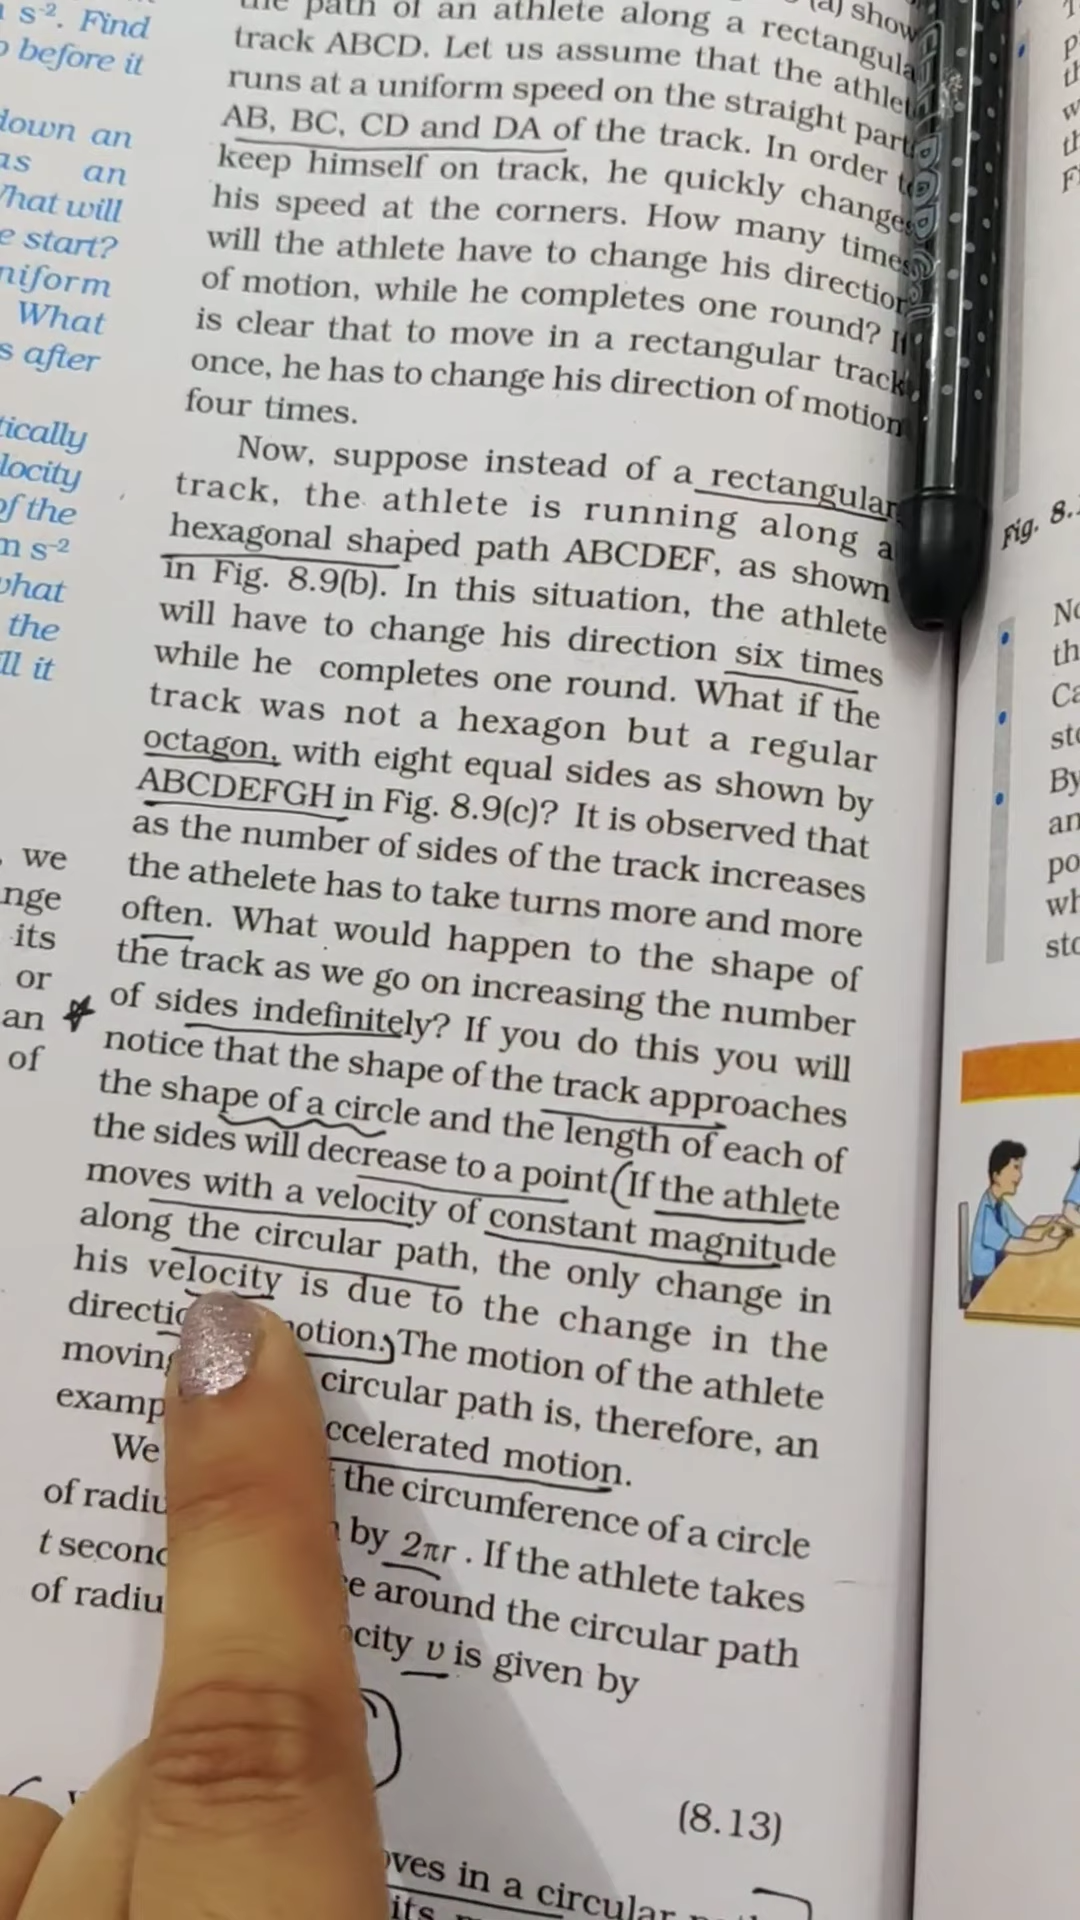 s⁻². Find
before it
down an
as an
What will
e start?
niform
What
s after
tically
locity
of the
m s⁻²
what
the
ll it
we
nge
its
or
an
of
the path of an athlete along a rectangula
track ABCD. Let us assume that the athlet
runs at a uniform speed on the straight part
AB, BC, CD and DA of the track. In order t
keep himself on track, he quickly change
his speed at the corners. How many times
will the athlete have to change his direction
of motion, while he completes one round? It
is clear that to move in a rectangular track
once, he has to change his direction of motion
four times.
Now, suppose instead of a rectangular
track, the athlete is running along a
hexagonal shaped path ABCDEF, as shown
in Fig. 8.9(b). In this situation, the athlete
will have to change his direction six times
while he completes one round. What if the
track was not a hexagon but a regular
octagon, with eight equal sides as shown by
ABCDEFGH in Fig. 8.9(c)? It is observed that
as the number of sides of the track increases
the athelete has to take turns more and more
often. What would happen to the shape of
the track as we go on increasing the number
of sides indefinitely? If you do this you will
notice that the shape of the track approaches
the shape of a circle and the length of each of
the sides will decrease to a point. If the athlete
moves with a velocity of constant magnitude
along the circular path, the only change in
his velocity is due to the change in the
directio otion. The motion of the athlete
moving circular path is, therefore, an
examp ccelerated motion.
We the circumference of a circle
of radiu by 2πr . If the athlete takes
t second e around the circular path
of radiu ocity v is given by
(8.13)
oves in a circular
its
Fig. 8.
No
th
Ca
sto
By
an
po
wh
sto